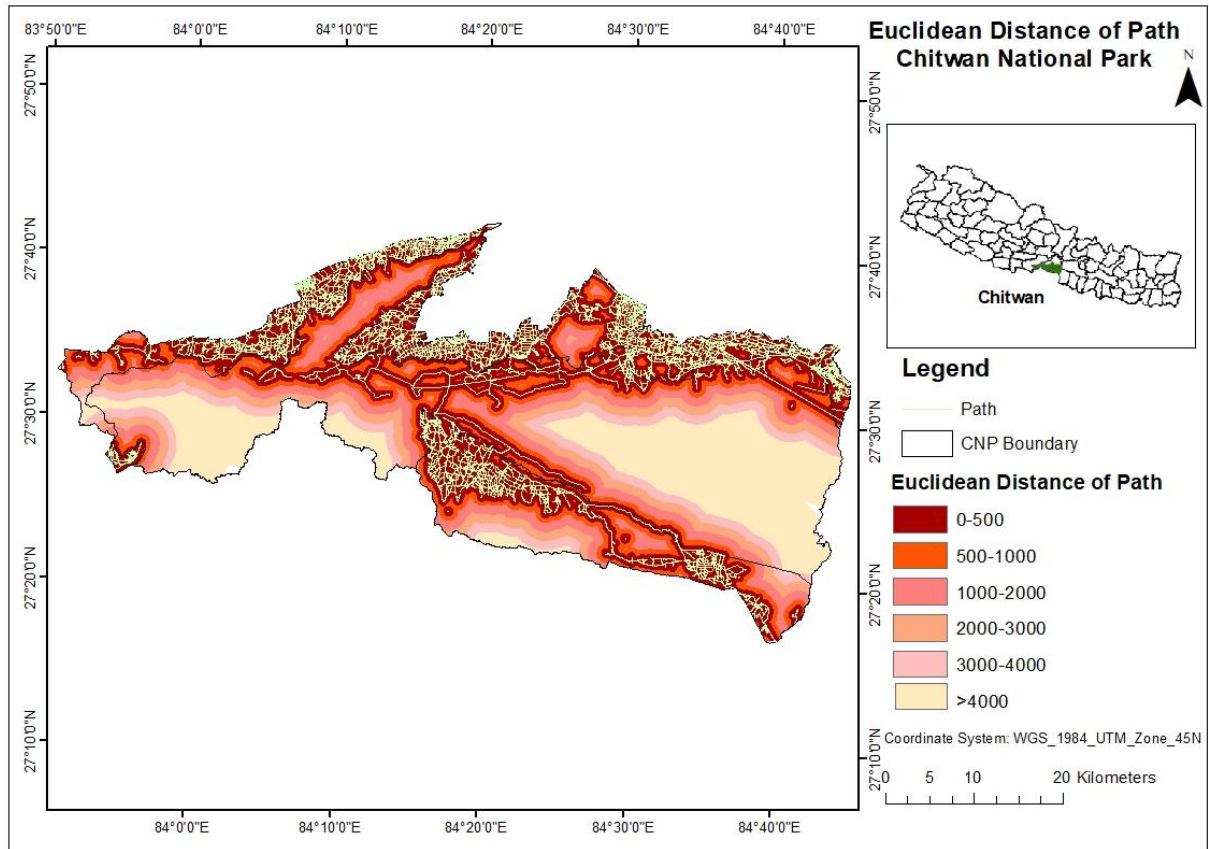 Euclidean Distance of Path
Chitwan National Park
N
83°50'0"E 84°0'0"E 84°10'0"E 84°20'0"E 84°30'0"E 84°40'0"E
27°50'0"N
27°40'0"N
27°30'0"N
27°20'0"N
27°10'0"N
27°50'0"N
27°40'0"N
27°30'0"N
27°20'0"N
27°10'0"N
84°0'0"E 84°10'0"E 84°20'0"E 84°30'0"E 84°40'0"E
Chitwan
Legend
Path
CNP Boundary
Euclidean Distance of Path
0-500
500-1000
1000-2000
2000-3000
3000-4000
>4000
Coordinate System: WGS_1984_UTM_Zone_45N
0 5 10 20 Kilometers